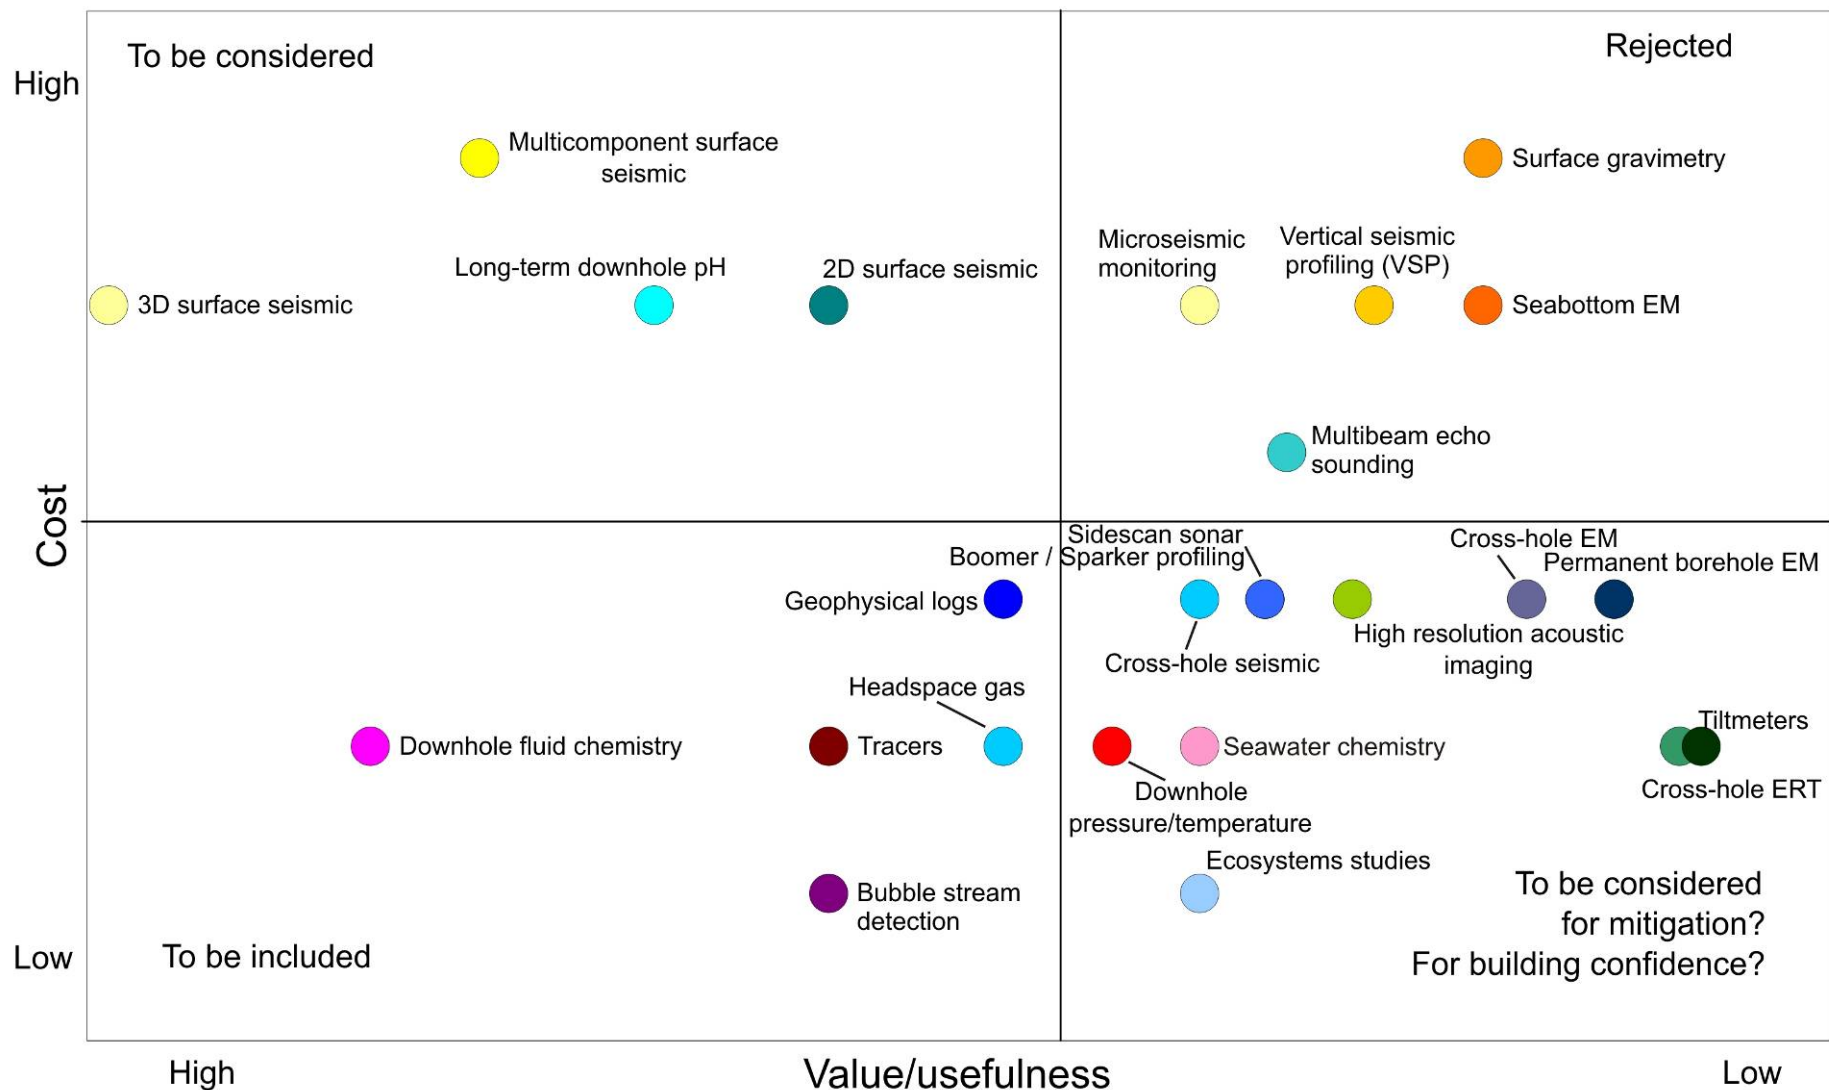 To be considered
Rejected
High
Multicomponent surface
seismic
Surface gravimetry
Microseismic
monitoring
Vertical seismic
profiling (VSP)
Long-term downhole pH
2D surface seismic
3D surface seismic
Seabottom EM
Multibeam echo
sounding
Cost
Sidescan sonar
Boomer / Sparker profiling
Cross-hole EM
Permanent borehole EM
Geophysical logs
High resolution acoustic
imaging
Cross-hole seismic
Headspace gas
Tiltmeters
Downhole fluid chemistry
Tracers
Seawater chemistry
Downhole
pressure/temperature
Cross-hole ERT
Ecosystems studies
Bubble stream
detection
To be considered
for mitigation?
For building confidence?
Low
To be included
High
Value/usefulness
Low